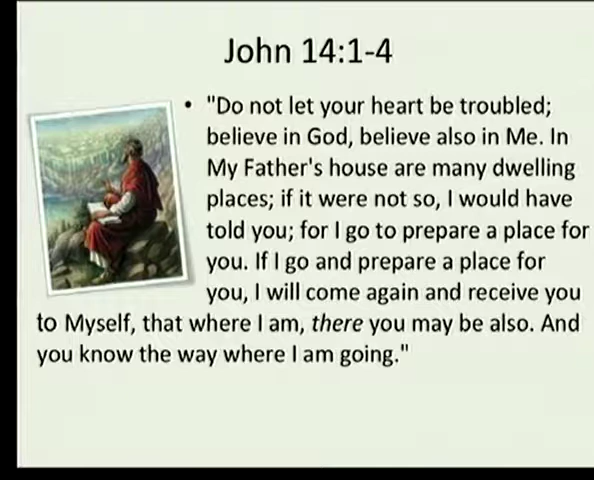 John 14:1-4
• "Do not let your heart be troubled;
believe in God, believe also in Me. In
My Father's house are many dwelling
places; if it were not so, I would have
told you; for I go to prepare a place for
you. If I go and prepare a place for
you, I will come again and receive you
to Myself, that where I am, there you may be also. And
you know the way where I am going."